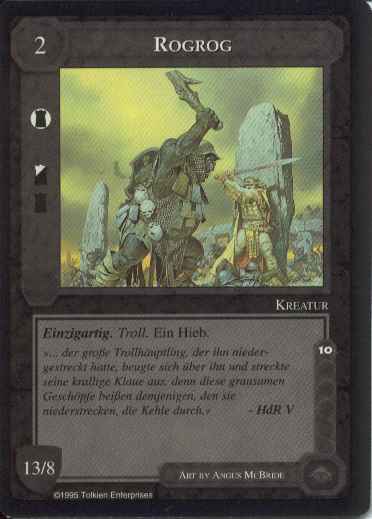 2
ROGROG
KREATUR
Einzigartig. Troll. Ein Hieb.
»... der große Trollhäuptling, der ihn nieder-
gestreckt hatte, beugte sich über ihn und streckte
seine krallige Klaue aus, denn diese grausamen
Geschöpfe beißen demjenigen, den sie
niederstrecken, die Kehle durch.« - HdR V
10
13/8
ART BY ANGUS MCBRIDE
©1995 Tolkien Enterprises